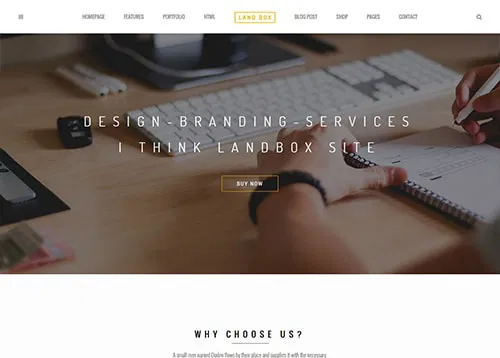 HOMEPAGE FEATURES PORTFOLIO HTML LAND BOX BLOG POST SHOP PAGES CONTACT
DESIGN-BRANDING-SERVICES
I THINK LANDBOX SITE
BUY NOW
WHY CHOOSE US?
A small river named Duden flows by their place and supplies it with the necessary